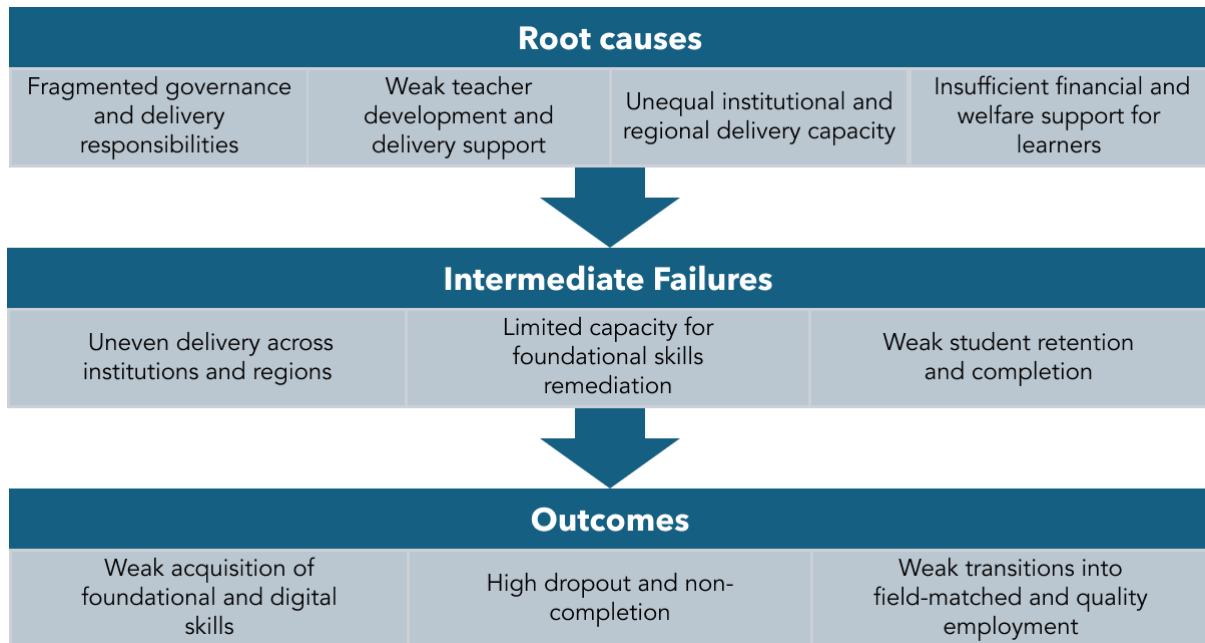 Root causes
Fragmented governance
and delivery
responsibilities
Weak teacher
development and
delivery support
Unequal institutional and
regional delivery capacity
Insufficient financial and
welfare support for
learners
Intermediate Failures
Uneven delivery across
institutions and regions
Limited capacity for
foundational skills
remediation
Weak student retention
and completion
Outcomes
Weak acquisition of
foundational and digital
skills
High dropout and non-
completion
Weak transitions into
field-matched and quality
employment